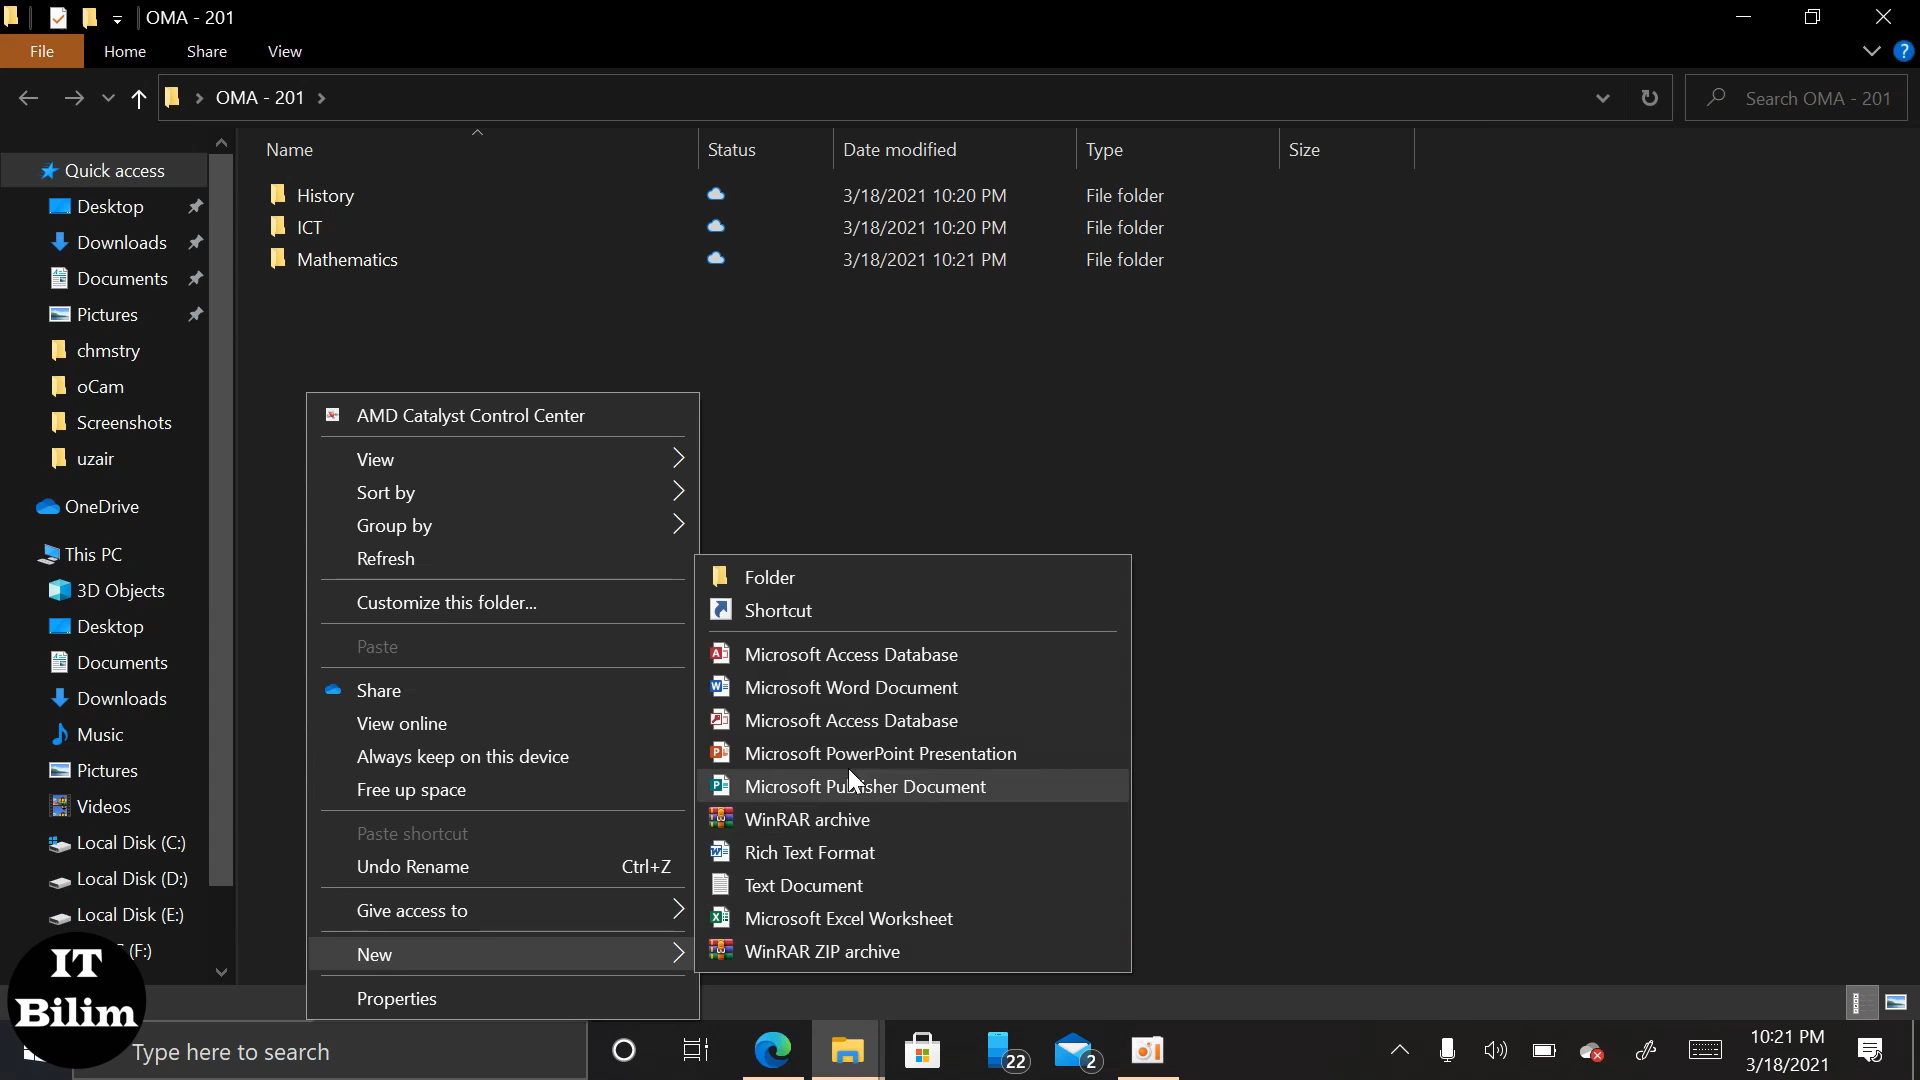 OMA - 201
File Home Share View
OMA - 201
Search OMA - 201
Name Status Date modified Type Size
History 3/18/2021 10:20 PM File folder
ICT 3/18/2021 10:20 PM File folder
Mathematics 3/18/2021 10:21 PM File folder
Quick access
Desktop
Downloads
Documents
Pictures
chmstry
oCam
Screenshots
uzair
OneDrive
This PC
3D Objects
Desktop
Documents
Downloads
Music
Pictures
Videos
Local Disk (C:)
Local Disk (D:)
Local Disk (E:)
(F:)
AMD Catalyst Control Center
View
Sort by
Group by
Refresh
Customize this folder...
Paste
Share
View online
Always keep on this device
Free up space
Paste shortcut
Undo Rename Ctrl+Z
Give access to
New
Properties
Folder
Shortcut
Microsoft Access Database
Microsoft Word Document
Microsoft Access Database
Microsoft PowerPoint Presentation
Microsoft Publisher Document
WinRAR archive
Rich Text Format
Text Document
Microsoft Excel Worksheet
WinRAR ZIP archive
IT
Bilim
Type here to search
22
2
10:21 PM
3/18/2021